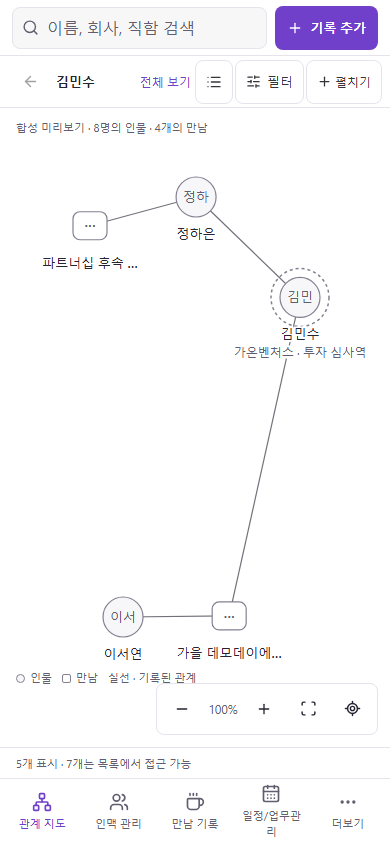 이름, 회사, 직함 검색
+ 기록 추가
김민수
전체 보기
필터
+ 펼치기
합성 미리보기 · 8명의 인물 · 4개의 만남
정하
정하은
···
파트너십 후속 ...
김민
김민수
가온벤처스 · 투자 심사역
이서
이서연
···
가을 데모데이에...
인물 만남 실선 · 기록된 관계
− 100% +
5개 표시 · 7개는 목록에서 접근 가능
관계 지도
인맥 관리
만남 기록
일정/업무관
리
더보기